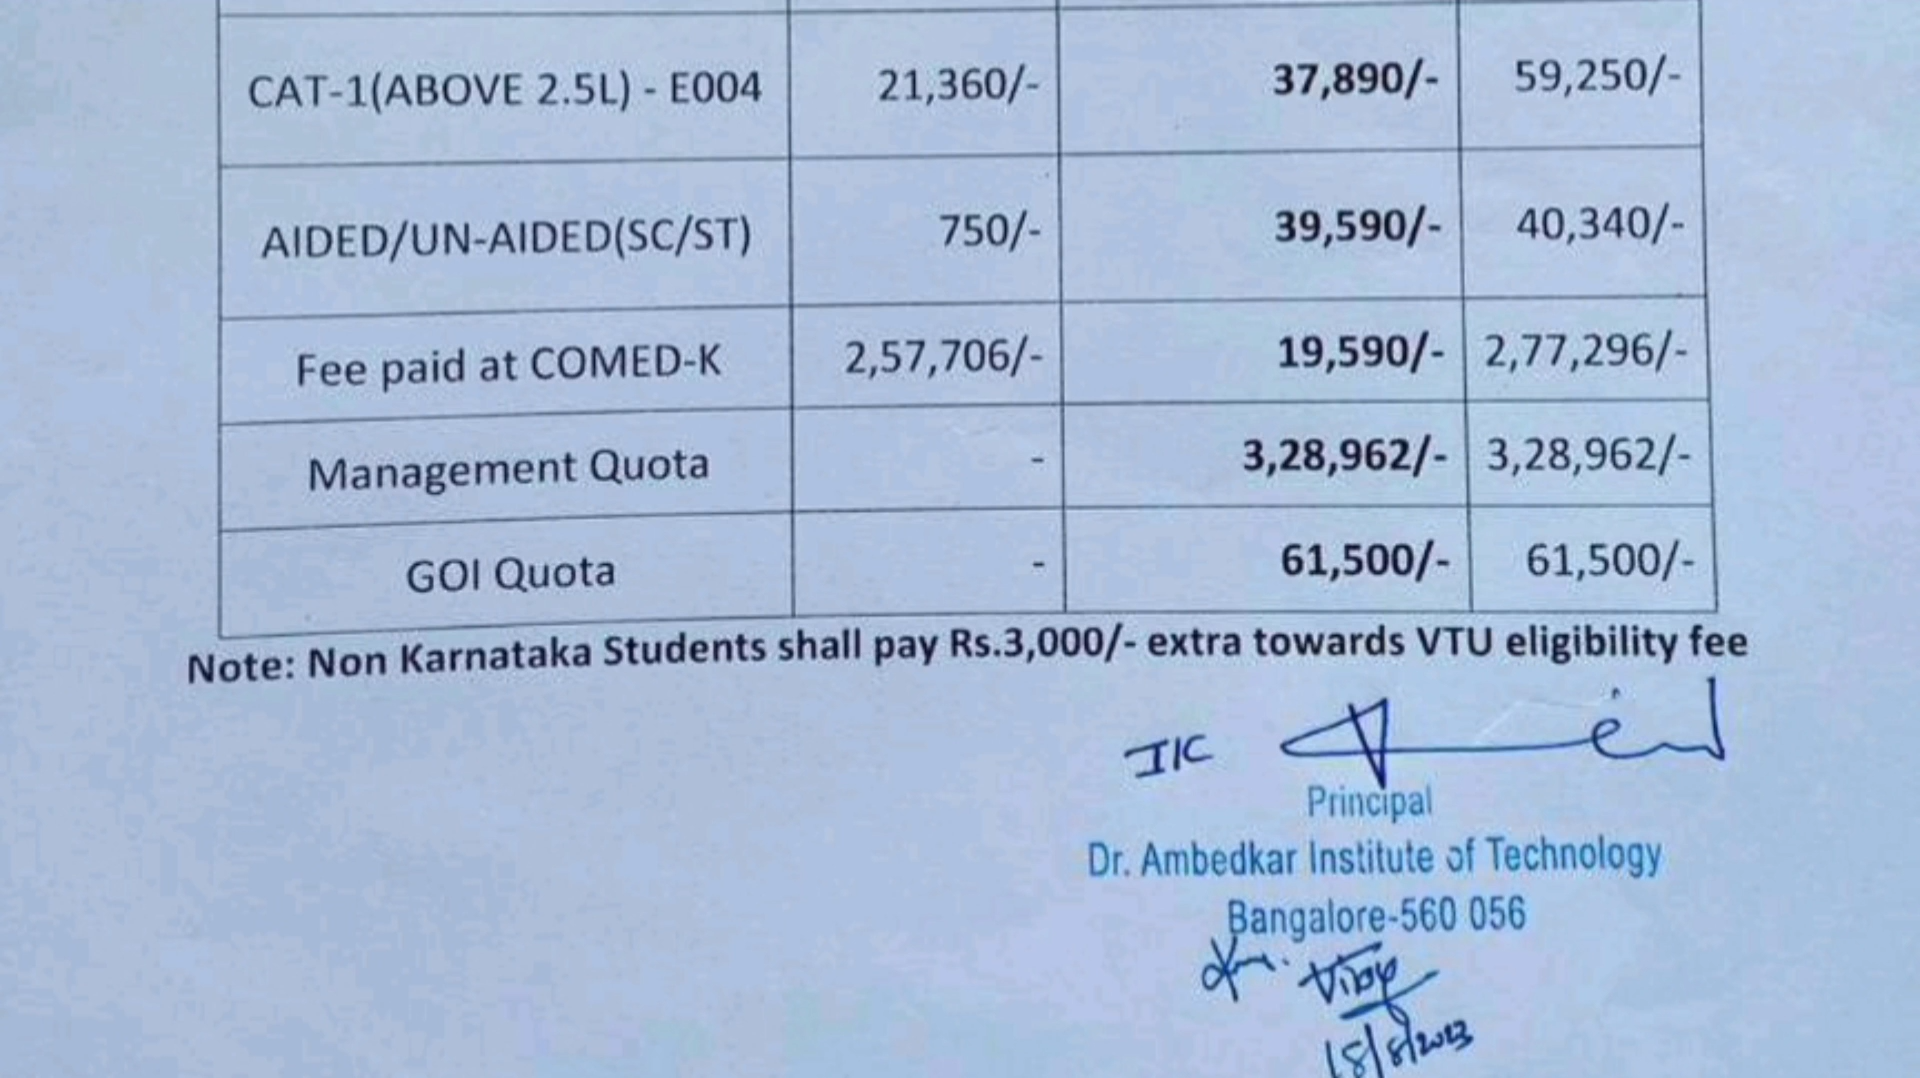 CAT-1(ABOVE 2.5L) - E004 21,360/- 37,890/- 59,250/-
AIDED/UN-AIDED(SC/ST) 750/- 39,590/- 40,340/-
Fee paid at COMED-K 2,57,706/- 19,590/- 2,77,296/-
Management Quota - 3,28,962/- 3,28,962/-
GOI Quota - 61,500/- 61,500/-
Note: Non Karnataka Students shall pay Rs.3,000/- extra towards VTU eligibility fee
Principal
Dr. Ambedkar Institute of Technology
Bangalore-560 056
18/8/2023